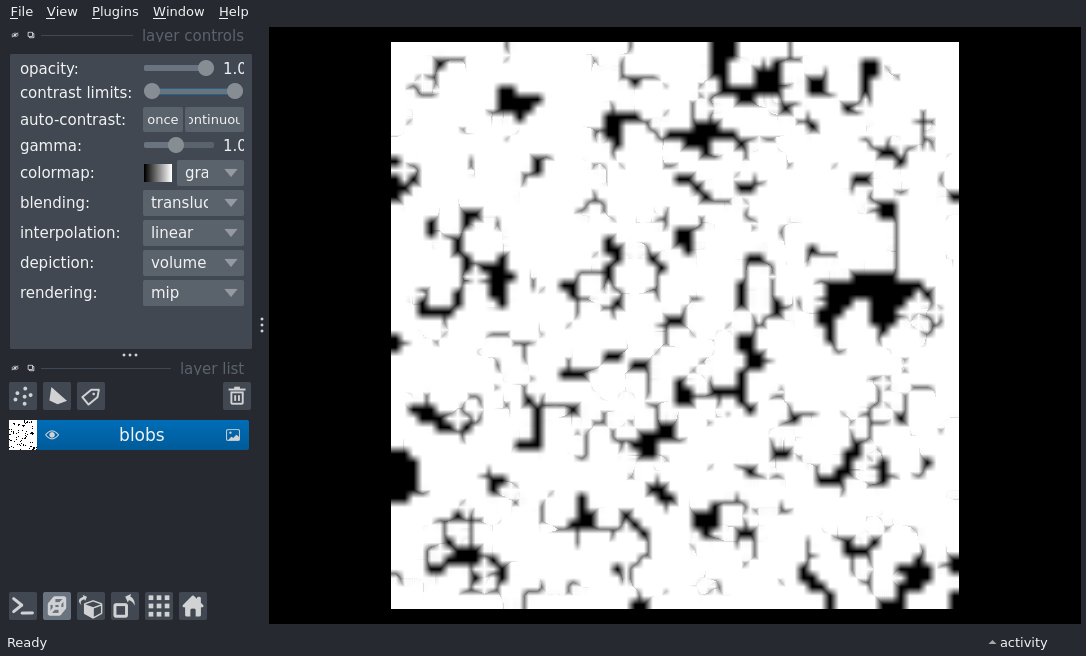 File View Plugins Window Help
layer controls
opacity: 1.0
contrast limits:
auto-contrast: once ontinuou
gamma: 1.0
colormap: gra
blending: transluc
interpolation: linear
depiction: volume
rendering: mip
layer list
blobs
Ready activity